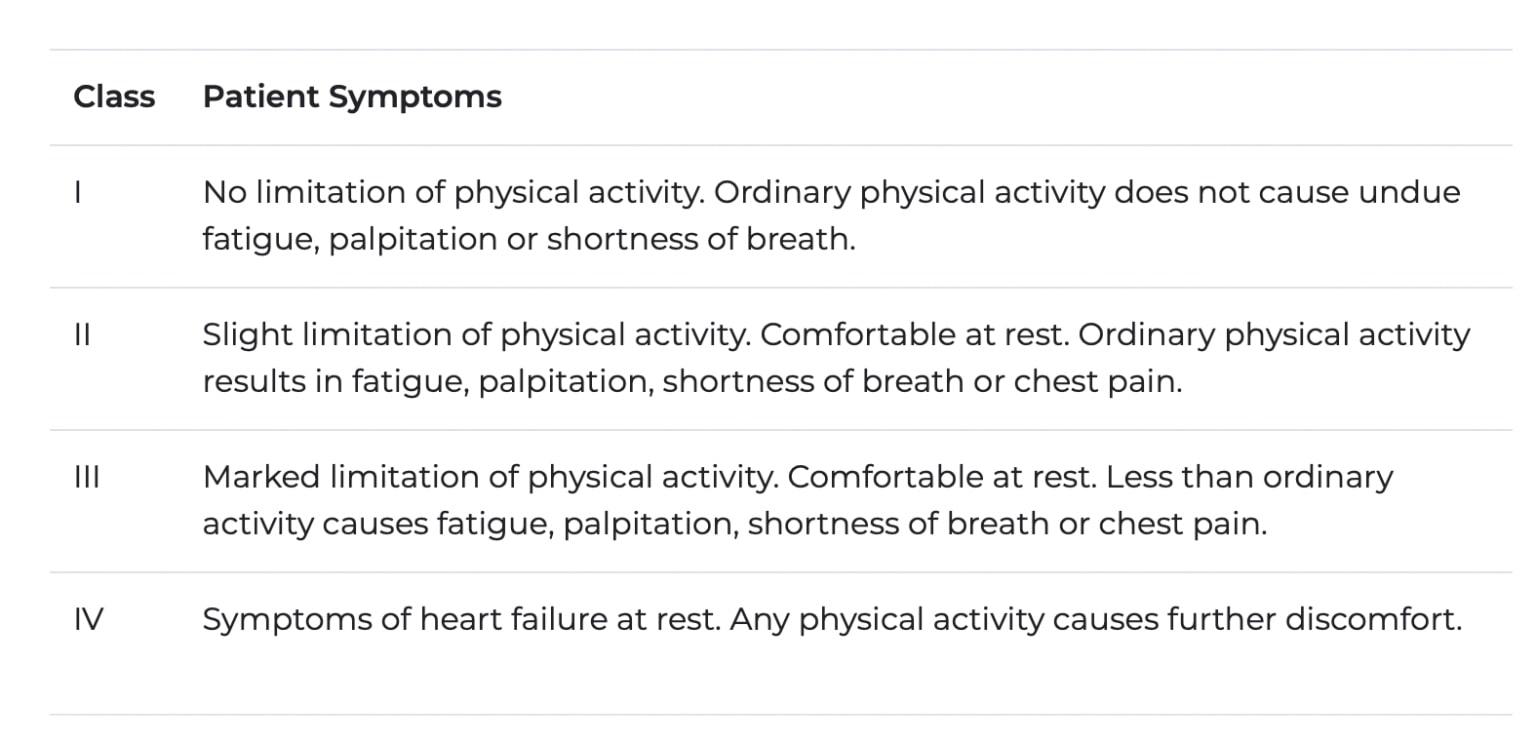 Class Patient Symptoms
I No limitation of physical activity. Ordinary physical activity does not cause undue
fatigue, palpitation or shortness of breath.
II Slight limitation of physical activity. Comfortable at rest. Ordinary physical activity
results in fatigue, palpitation, shortness of breath or chest pain.
III Marked limitation of physical activity. Comfortable at rest. Less than ordinary
activity causes fatigue, palpitation, shortness of breath or chest pain.
IV Symptoms of heart failure at rest. Any physical activity causes further discomfort.